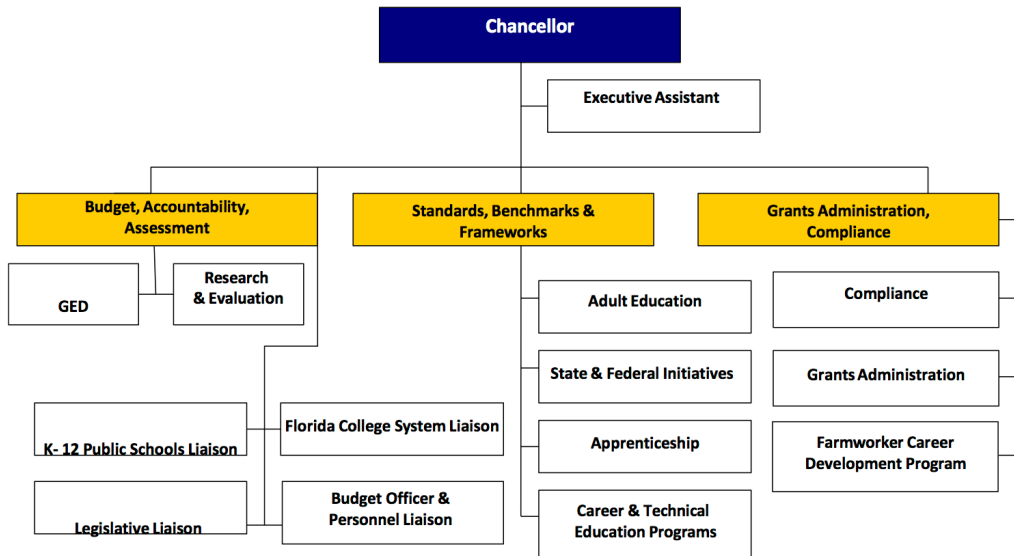 Chancellor
Executive Assistant
Budget, Accountability,
Assessment
Standards, Benchmarks &
Frameworks
Grants Administration,
Compliance
GED
Research
& Evaluation
Adult Education
Compliance
State & Federal Initiatives
Grants Administration
K- 12 Public Schools Liaison
Florida College System Liaison
Apprenticeship
Farmworker Career
Development Program
Legislative Liaison
Budget Officer &
Personnel Liaison
Career & Technical
Education Programs